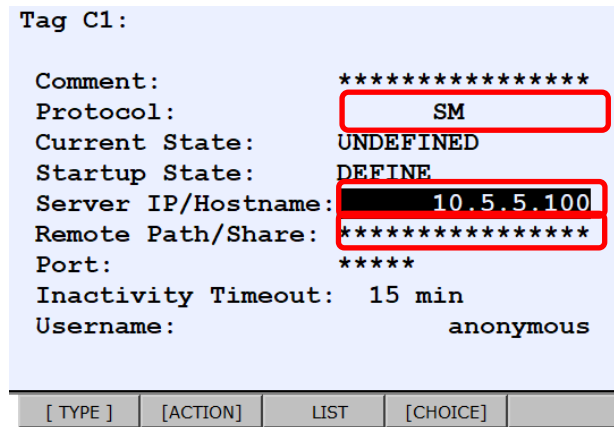 Tag C1:
Comment: ****************
Protocol: SM
Current State: UNDEFINED
Startup State: DEFINE
Server IP/Hostname: 10.5.5.100
Remote Path/Share: ****************
Port: *****
Inactivity Timeout: 15 min
Username: anonymous
[ TYPE ] [ACTION] LIST [CHOICE]